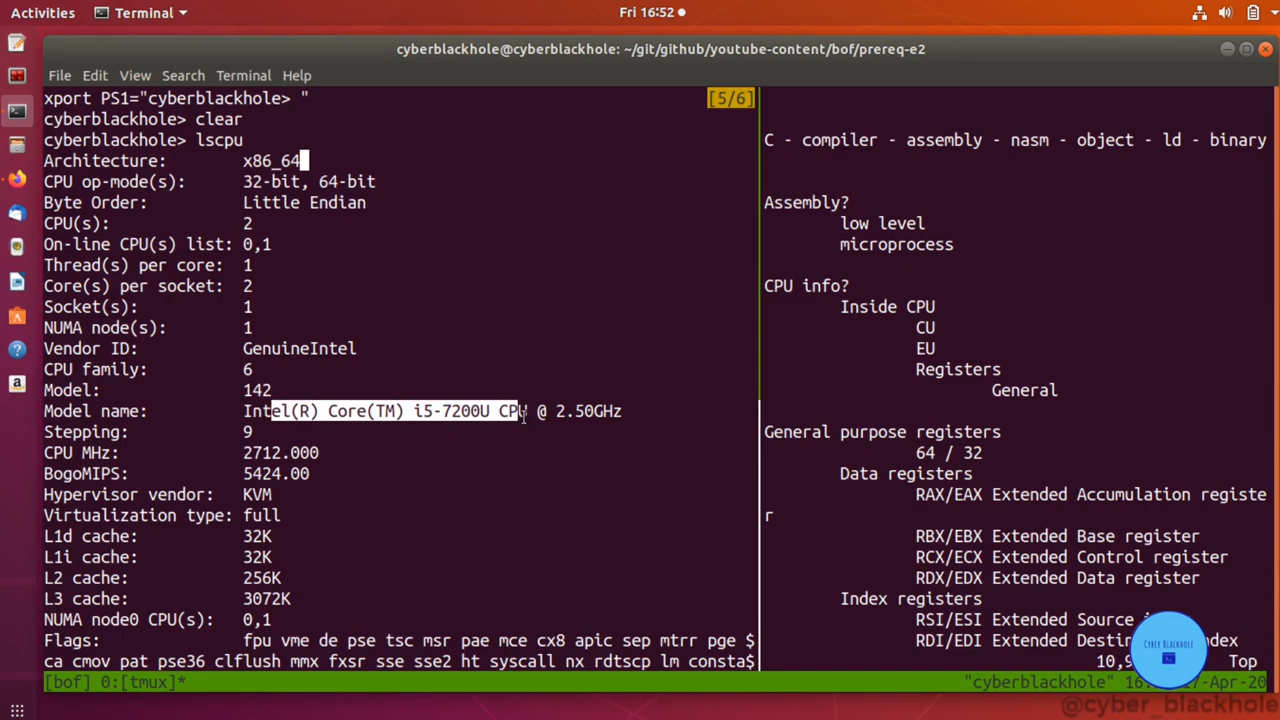 Activities Terminal Fri 16:52
cyberblackhole@cyberblackhole: ~/git/github/youtube-content/bof/prereq-e2
File Edit View Search Terminal Help
xport PS1="cyberblackhole> " [5/6]
cyberblackhole> clear
cyberblackhole> lscpu
Architecture: x86_64
CPU op-mode(s): 32-bit, 64-bit
Byte Order: Little Endian
CPU(s): 2
On-line CPU(s) list: 0,1
Thread(s) per core: 1
Core(s) per socket: 2
Socket(s): 1
NUMA node(s): 1
Vendor ID: GenuineIntel
CPU family: 6
Model: 142
Model name: Intel(R) Core(TM) i5-7200U CPU @ 2.50GHz
Stepping: 9
CPU MHz: 2712.000
BogoMIPS: 5424.00
Hypervisor vendor: KVM
Virtualization type: full
L1d cache: 32K
L1i cache: 32K
L2 cache: 256K
L3 cache: 3072K
NUMA node0 CPU(s): 0,1
Flags: fpu vme de pse tsc msr pae mce cx8 apic sep mtrr pge $
ca cmov pat pse36 clflush mmx fxsr sse sse2 ht syscall nx rdtscp lm consta$
C - compiler - assembly - nasm - object - ld - binary
Assembly?
low level
microprocess
CPU info?
Inside CPU
CU
EU
Registers
General
General purpose registers
64 / 32
Data registers
RAX/EAX Extended Accumulation registe
r
RBX/EBX Extended Base register
RCX/ECX Extended Control register
RDX/EDX Extended Data register
Index registers
RSI/ESI Extended Source
RDI/EDI Extended
Top
CYBER BLACKHOLE
[bof] 0:[tmux]* "cyberblackhole"
@cyber_blackhole